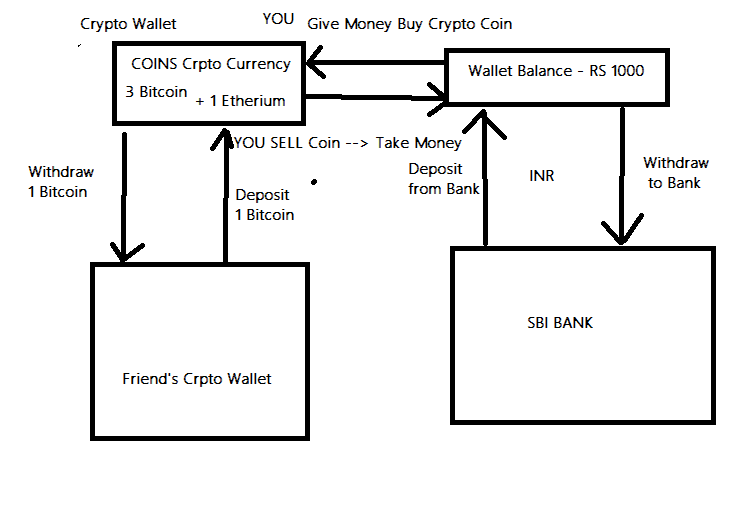 Crypto Wallet
YOU
Give Money Buy Crypto Coin
COINS Crpto Currency
3 Bitcoin
+ 1 Etherium
Wallet Balance - RS 1000
YOU SELL Coin --> Take Money
Withdraw
1 Bitcoin
Deposit
1 Bitcoin
Deposit
from Bank
INR
Withdraw
to Bank
Friend's Crpto Wallet
SBI BANK